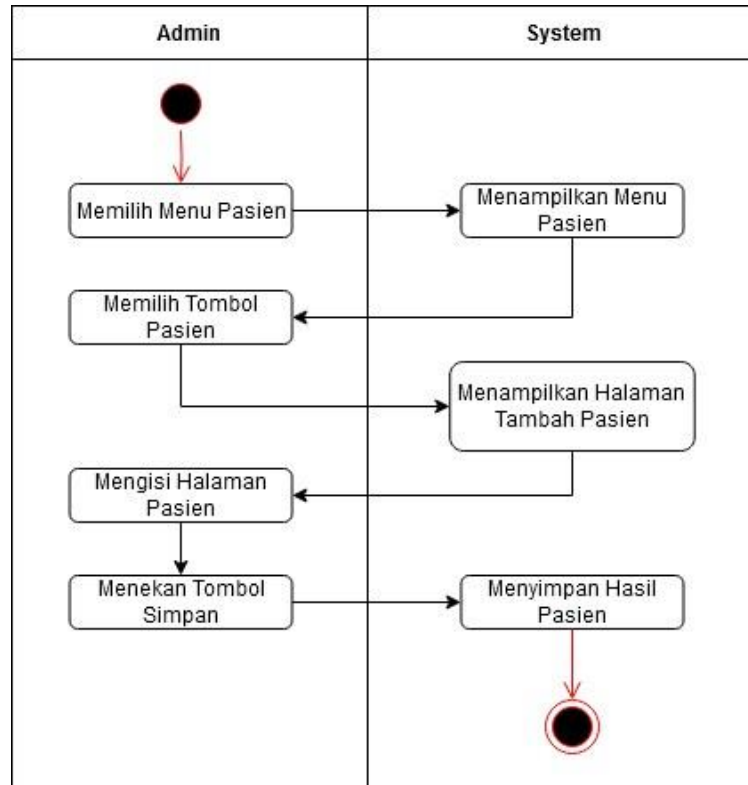 Admin
System
Memilih Menu Pasien
Menampilkan Menu
Pasien
Memilih Tombol
Pasien
Menampilkan Halaman
Tambah Pasien
Mengisi Halaman
Pasien
Menekan Tombol
Simpan
Menyimpan Hasil
Pasien